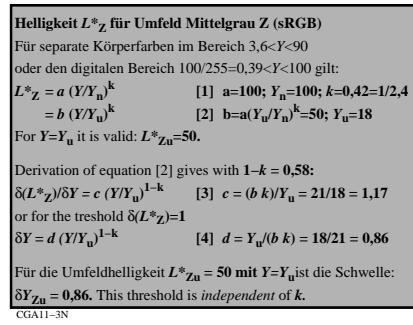 Helligkeit L*Z für Umfeld Mittelgrau Z (sRGB)
Für separate Körperfarben im Bereich 3,6<Y<90
oder den digitalen Bereich 100/255=0,39<Y<100 gilt:
L*Z = a (Y/Yn)^k [1] a=100; Yn=100; k=0,42=1/2,4
= b (Y/Yu)^k [2] b=a(Yu/Yn)^k=50; Yu=18
For Y=Yu it is valid: L*Zu=50.
Derivation of equation [2] gives with 1–k = 0,58:
δ(L*Z)/δY = c (Y/Yu)^1–k [3] c = (b k)/Yu = 21/18 = 1,17
or for the treshold δ(L*Z)=1
δY = d (Y/Yu)^1–k [4] d = Yu/(b k) = 18/21 = 0,86
Für die Umfeldhelligkeit L*Zu = 50 mit Y=Yu ist die Schwelle:
δYZu = 0,86. This threshold is independent of k.
CGA11–3N